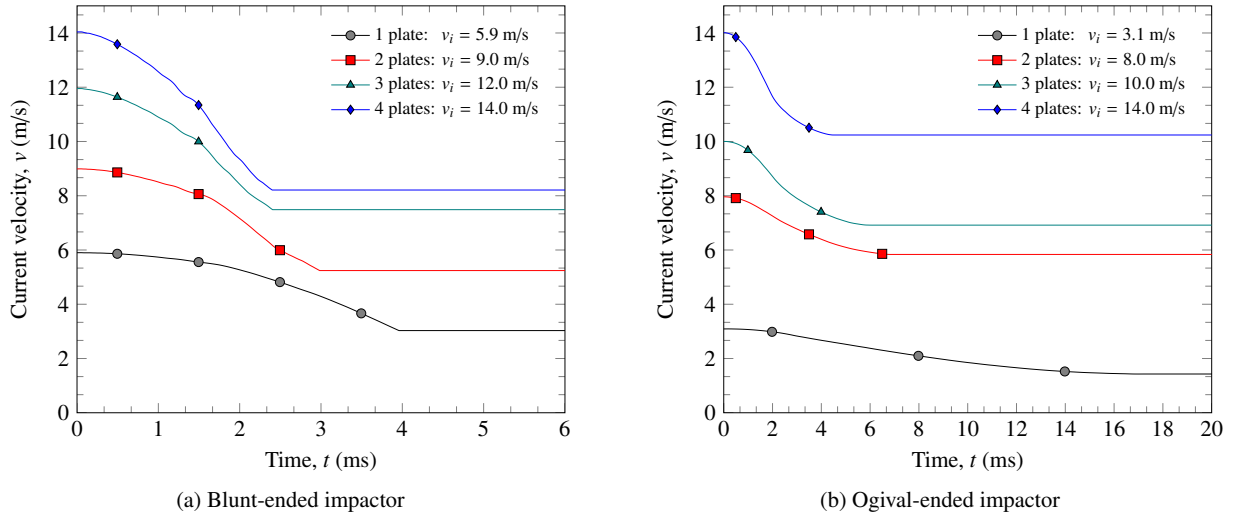 14
12
10
8
6
4
2
0
0 1 2 3 4 5 6
Current velocity, v (m/s)
Time, t (ms)
1 plate: v_i = 5.9 m/s
2 plates: v_i = 9.0 m/s
3 plates: v_i = 12.0 m/s
4 plates: v_i = 14.0 m/s
(a) Blunt-ended impactor
14
12
10
8
6
4
2
0
0 2 4 6 8 10 12 14 16 18 20
Current velocity, v (m/s)
Time, t (ms)
1 plate: v_i = 3.1 m/s
2 plates: v_i = 8.0 m/s
3 plates: v_i = 10.0 m/s
4 plates: v_i = 14.0 m/s
(b) Ogival-ended impactor